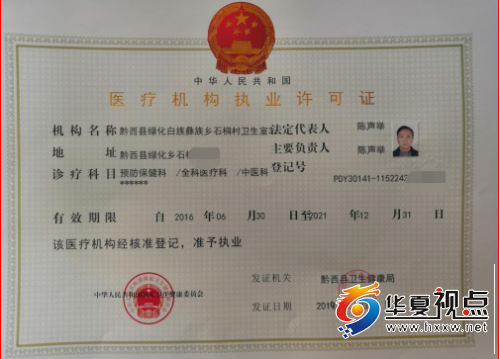 中华人民共和国
医疗机构执业许可证
机构名称 黔西县绿化白族彝族乡石桐村卫生室 法定代表人 陈声举
地址 黔西县绿化乡石 主要负责人 陈声举
诊疗科目 预防保健科 /全科医疗科 /中医科 登记号
****** PDY30141-1152242
有效期限 自 2016 年 06 月 30 日至 021 年 12 月 31 日
该医疗机构经核准登记，准予执业
发证机关 黔西县卫生健康局
中华人民共和国 健康委员会
发证日期 201
华夏视点
www.hxxw.net